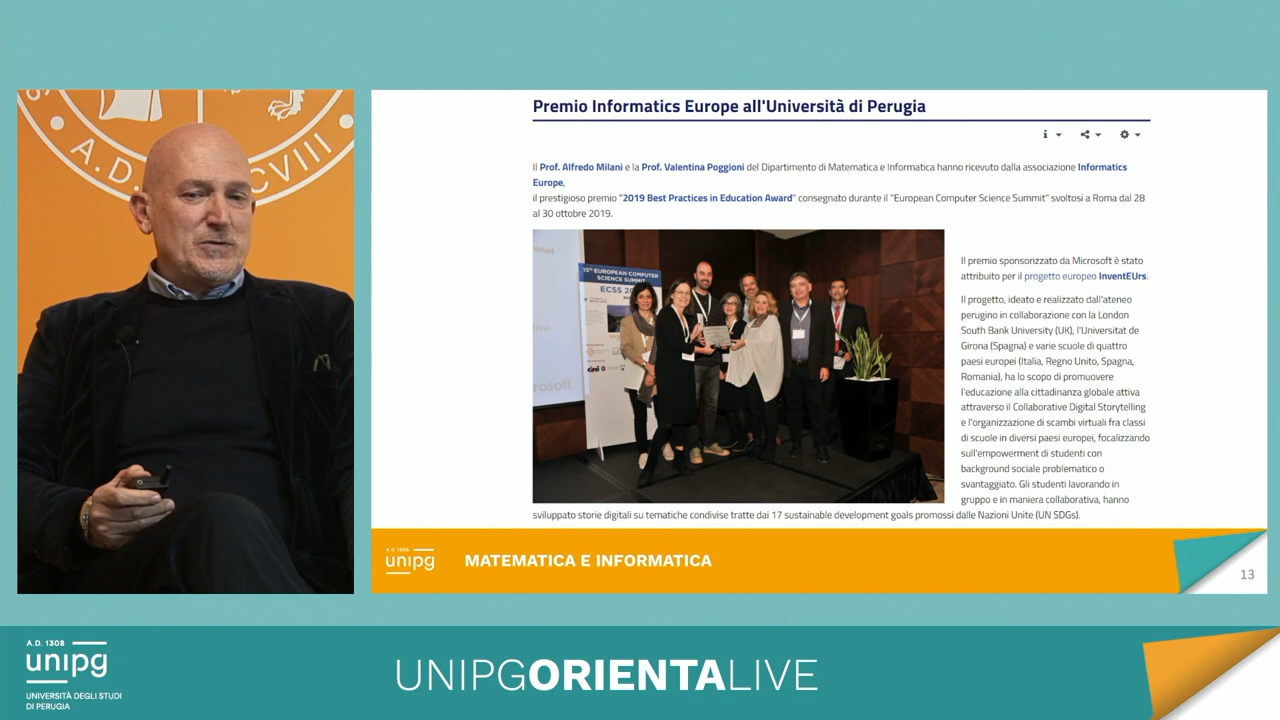 A.D. 
CVIII
Premio Informatics Europe all'Università di Perugia
Il Prof. Alfredo Milani e la Prof. Valentina Poggioni del Dipartimento di Matematica e Informatica hanno ricevuto dalla associazione Informatics
Europe,
il prestigioso premio "2019 Best Practices in Education Award" consegnato durante il "European Computer Science Summit" svoltosi a Roma dal 28
al 30 ottobre 2019.
15th EUROPEAN COMPUTER
SCIENCE SUMMIT
ECSS 20
rosoft
Il premio sponsorizzato da Microsoft è stato
attribuito per il progetto europeo InventEUrs.
Il progetto, ideato e realizzato dall'ateneo
perugino in collaborazione con la London
South Bank University (UK), l'Universitat de
Girona (Spagna) e varie scuole di quattro
paesi europei (Italia, Regno Unito, Spagna,
Romania), ha lo scopo di promuovere
l'educazione alla cittadinanza globale attiva
attraverso il Collaborative Digital Storytelling
e l'organizzazione di scambi virtuali fra classi
di scuole in diversi paesi europei, focalizzando
sull'empowerment di studenti con
background sociale problematico o
svantaggiato. Gli studenti lavorando in
gruppo e in maniera collaborativa, hanno
sviluppato storie digitali su tematiche condivise tratte dai 17 sustainable development goals promossi dalle Nazioni Unite (UN SDGs).
A.D. 1308
unipg
MATEMATICA E INFORMATICA
13
A.D. 1308
unipg
UNIVERSITÀ DEGLI STUDI
DI PERUGIA
UNIPGORIENTALIVE